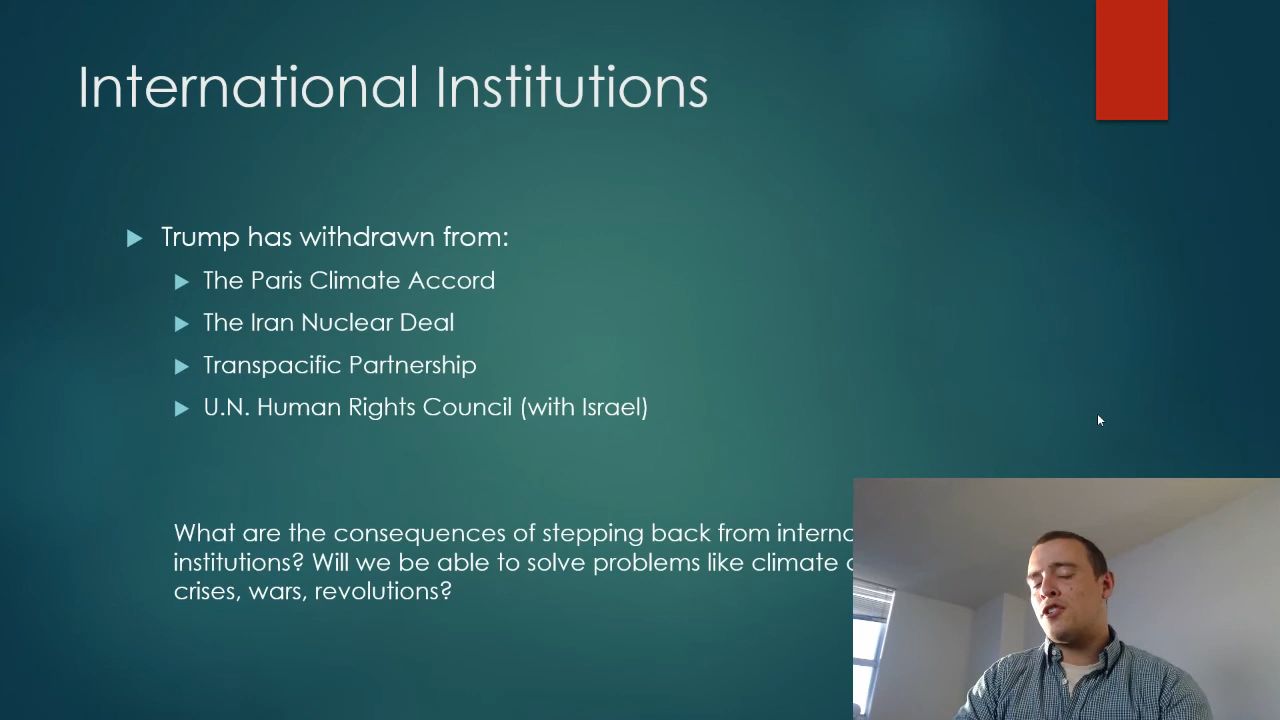 International Institutions
Trump has withdrawn from:
The Paris Climate Accord
The Iran Nuclear Deal
Transpacific Partnership
U.N. Human Rights Council (with Israel)
What are the consequences of stepping back from
institutions? Will we be able to solve problems like climate
crises, wars, revolutions?